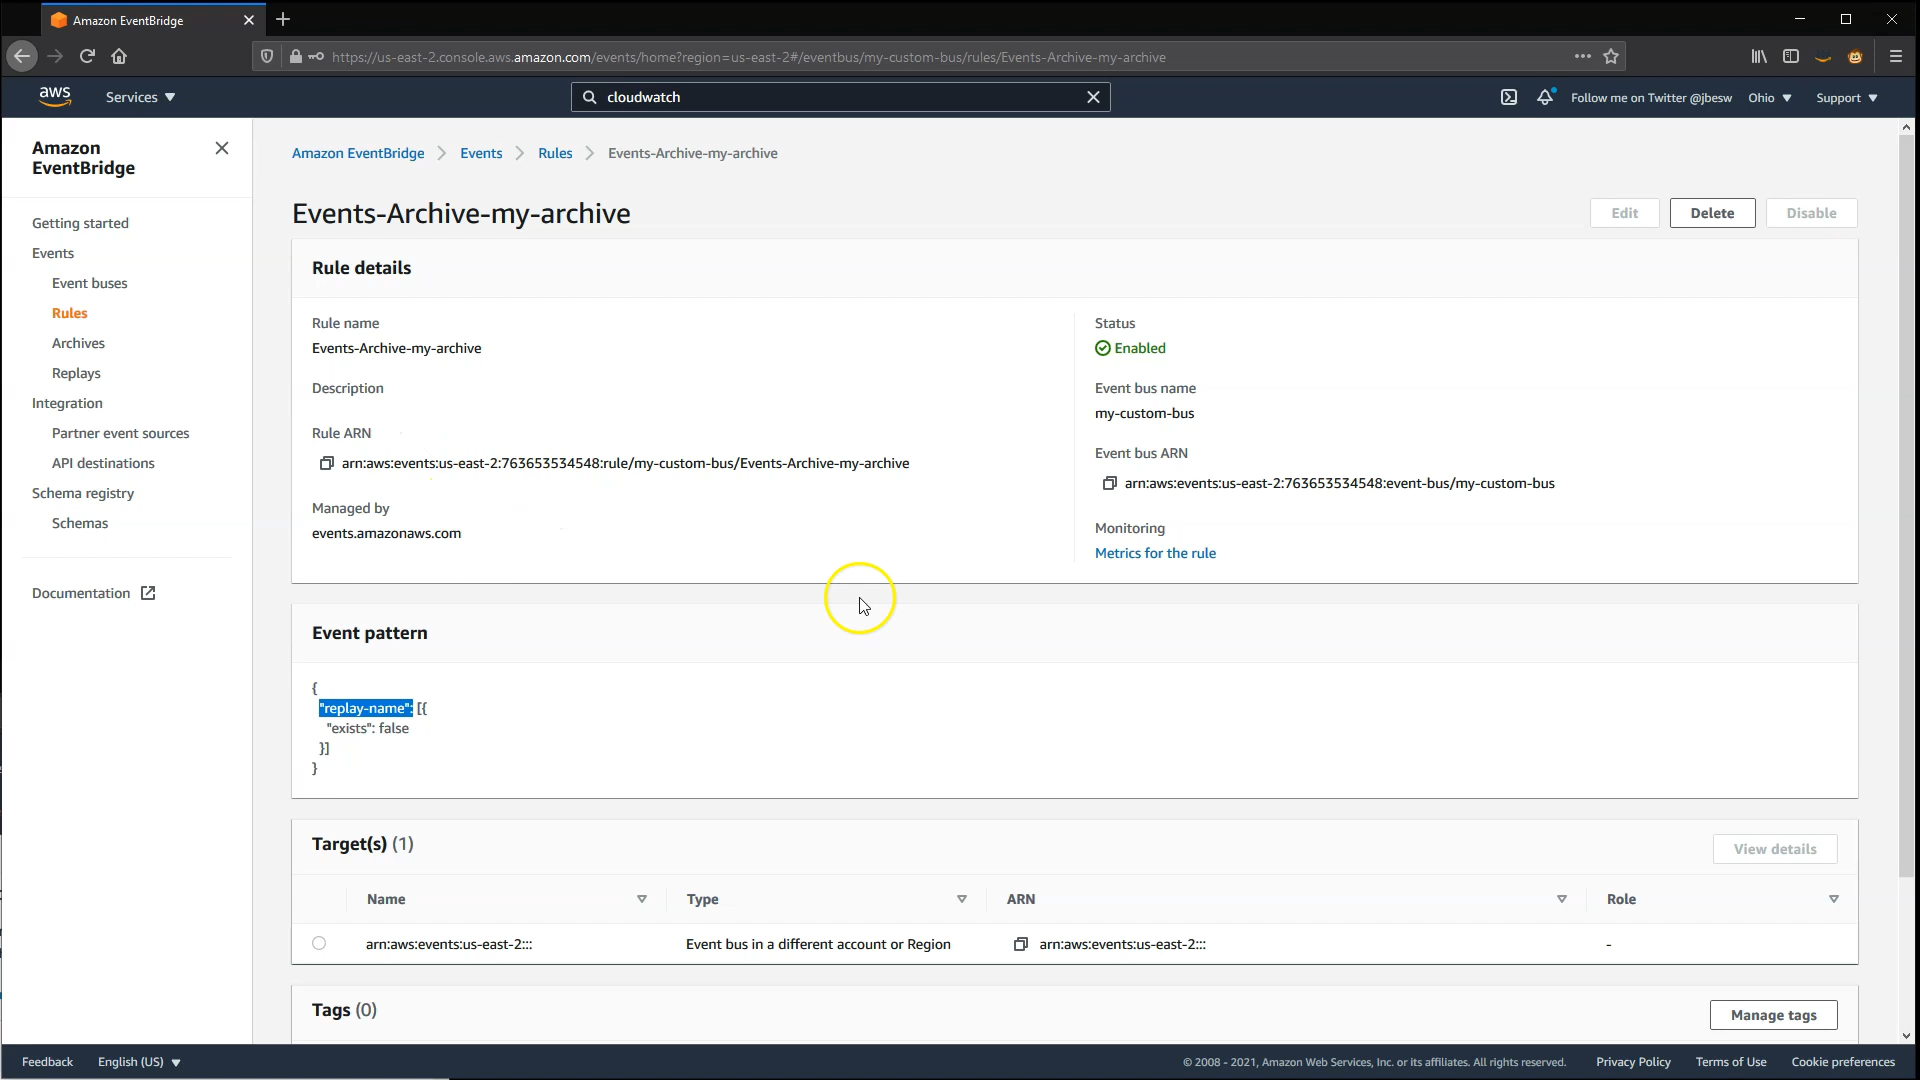 Amazon EventBridge
https://us-east-2.console.aws.amazon.com/events/home?region=us-east-2#/eventbus/my-custom-bus/rules/Events-Archive-my-archive
aws Services cloudwatch Follow me on Twitter @jbesw Ohio Support
Amazon
EventBridge
Getting started
Events
Event buses
Rules
Archives
Replays
Integration
Partner event sources
API destinations
Schema registry
Schemas
Documentation
Amazon EventBridge Events Rules Events-Archive-my-archive
Events-Archive-my-archive
Edit Delete Disable
Rule details
Rule name
Events-Archive-my-archive
Description
Rule ARN
arn:aws:events:us-east-2:763653534548:rule/my-custom-bus/Events-Archive-my-archive
Managed by
events.amazonaws.com
Status
Enabled
Event bus name
my-custom-bus
Event bus ARN
arn:aws:events:us-east-2:763653534548:event-bus/my-custom-bus
Monitoring
Metrics for the rule
Event pattern
{
"replay-name": [{
"exists": false
}]
}
Target(s) (1)
View details
Name Type ARN Role
arn:aws:events:us-east-2::: Event bus in a different account or Region arn:aws:events:us-east-2::: -
Tags (0)
Manage tags
Feedback English (US) © 2008 - 2021, Amazon Web Services, Inc. or its affiliates. All rights reserved. Privacy Policy Terms of Use Cookie preferences